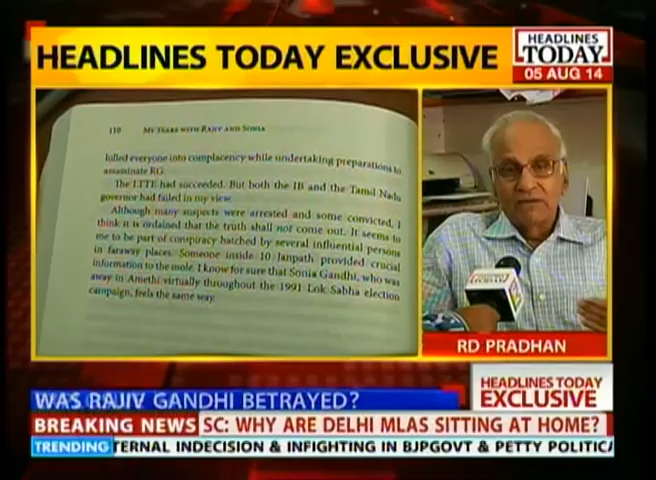 HEADLINES TODAY EXCLUSIVE
HEADLINES
TODAY
05 AUG 14
110 MY YEARS WITH RAJIV AND SONIA
lulled everyone into complacency while undertaking preparations to
assassinate RG.
The LTTE had succeeded. But both the IB and the Tamil Nadu
governor had failed in my view.
Although many suspects were arrested and some convicted, I
think it is ordained that the truth shall not come out. It seems to
me to be part of conspiracy hatched by several influential persons
in faraway places. Someone inside 10 Janpath provided crucial
information to the mole. I know for sure that Sonia Gandhi, who was
away in Amethi virtually throughout the 1991 Lok Sabha election
campaign, feels the same way.
TODAY
RD PRADHAN
WAS RAJIV GANDHI BETRAYED?
HEADLINES TODAY
EXCLUSIVE
BREAKING NEWS SC: WHY ARE DELHI MLAS SITTING AT HOME?
TRENDING TERNAL INDECISION & INFIGHTING IN BJPGOVT & PETTY POLITICA